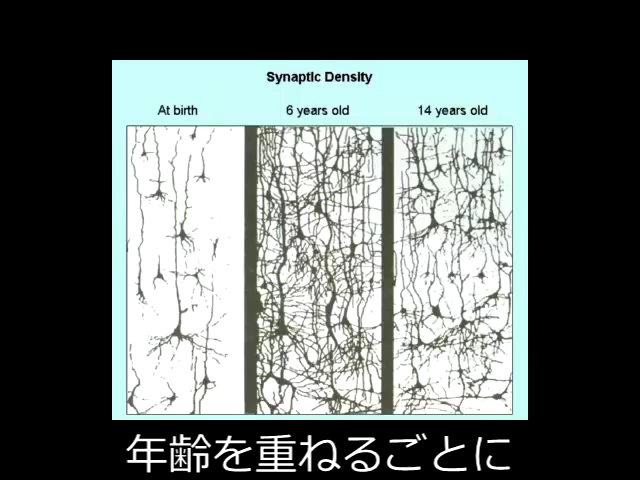 Synaptic Density
At birth 6 years old 14 years old
年齢を重ねるごとに